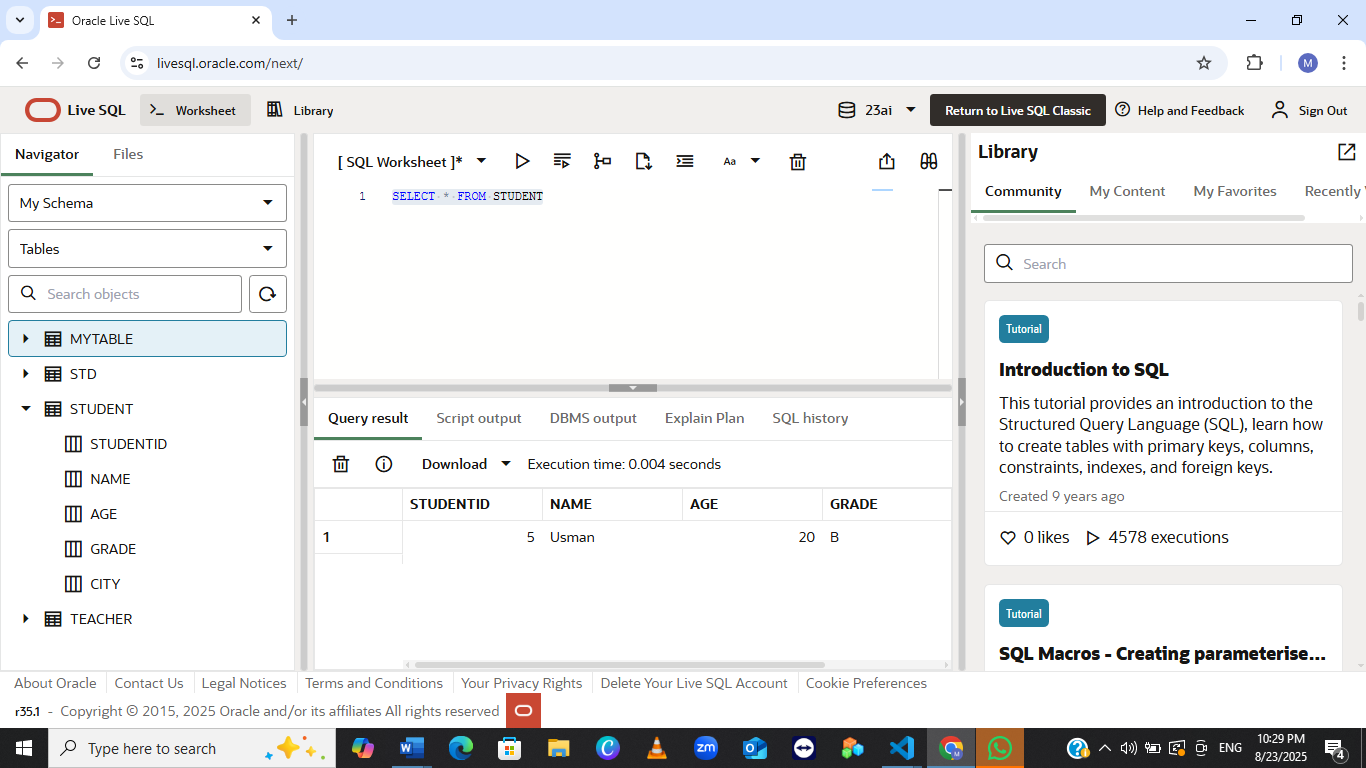 Oracle Live SQL
livesql.oracle.com/next/
M
Live SQL
Worksheet
Library
23ai
Return to Live SQL Classic
Help and Feedback
Sign Out
Navigator
Files
My Schema
Tables
Search objects
MYTABLE
STD
STUDENT
STUDENTID
NAME
AGE
GRADE
CITY
TEACHER
[ SQL Worksheet ]*
Aa
1 SELECT * FROM STUDENT
Query result Script output DBMS output Explain Plan SQL history
Download Execution time: 0.004 seconds
STUDENTID NAME AGE GRADE
1 5 Usman 20 B
Library
Community My Content My Favorites Recently
Search
Tutorial
Introduction to SQL
This tutorial provides an introduction to the
Structured Query Language (SQL), learn how
to create tables with primary keys, columns,
constraints, indexes, and foreign keys.
Created 9 years ago
0 likes 4578 executions
Tutorial
SQL Macros - Creating parameterise...
About Oracle Contact Us Legal Notices Terms and Conditions Your Privacy Rights Delete Your Live SQL Account Cookie Preferences
r35.1 - Copyright © 2015, 2025 Oracle and/or its affiliates All rights reserved
Type here to search
zm
ENG
10:29 PM
8/23/2025
4